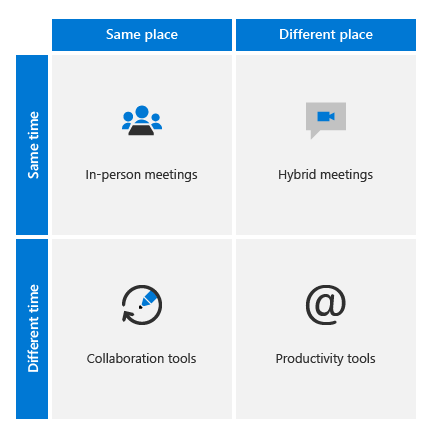 Same place
Different place
Same time
In-person meetings
Hybrid meetings
Different time
@
Collaboration tools
Productivity tools